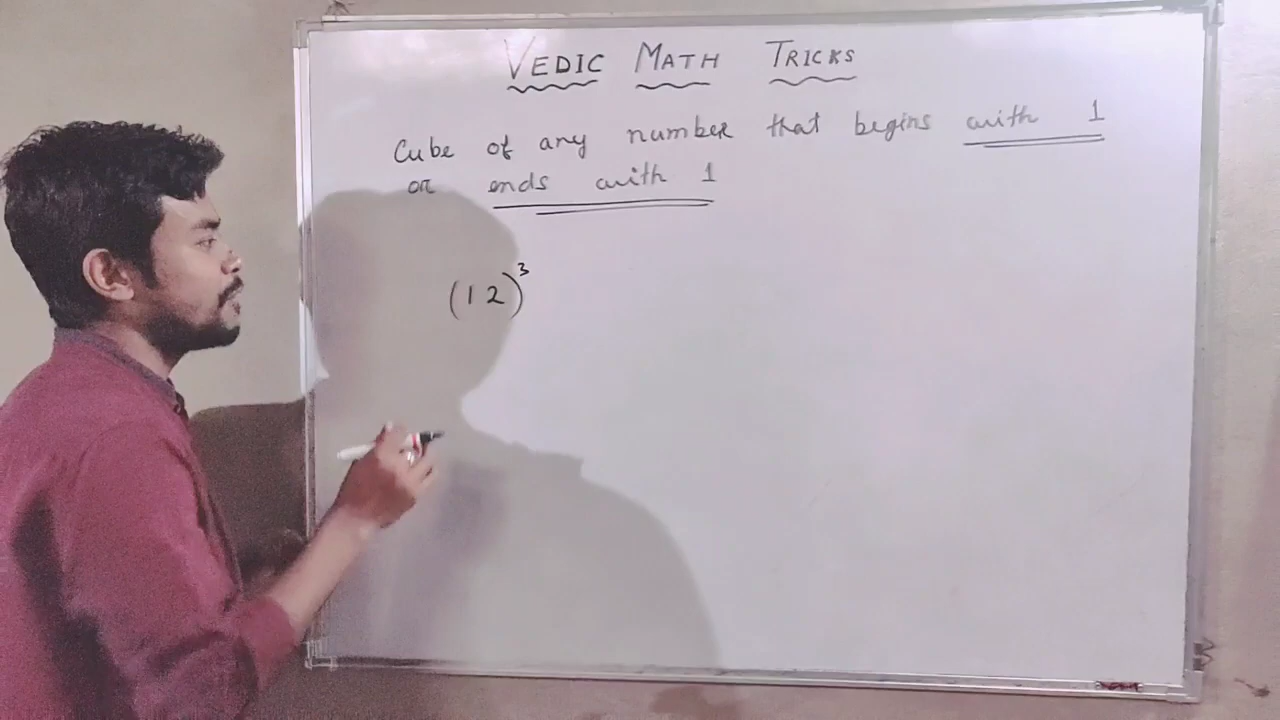 VEDIC MATH TRICKS
Cube of any number that begins with 1
or ends with 1
(12)³